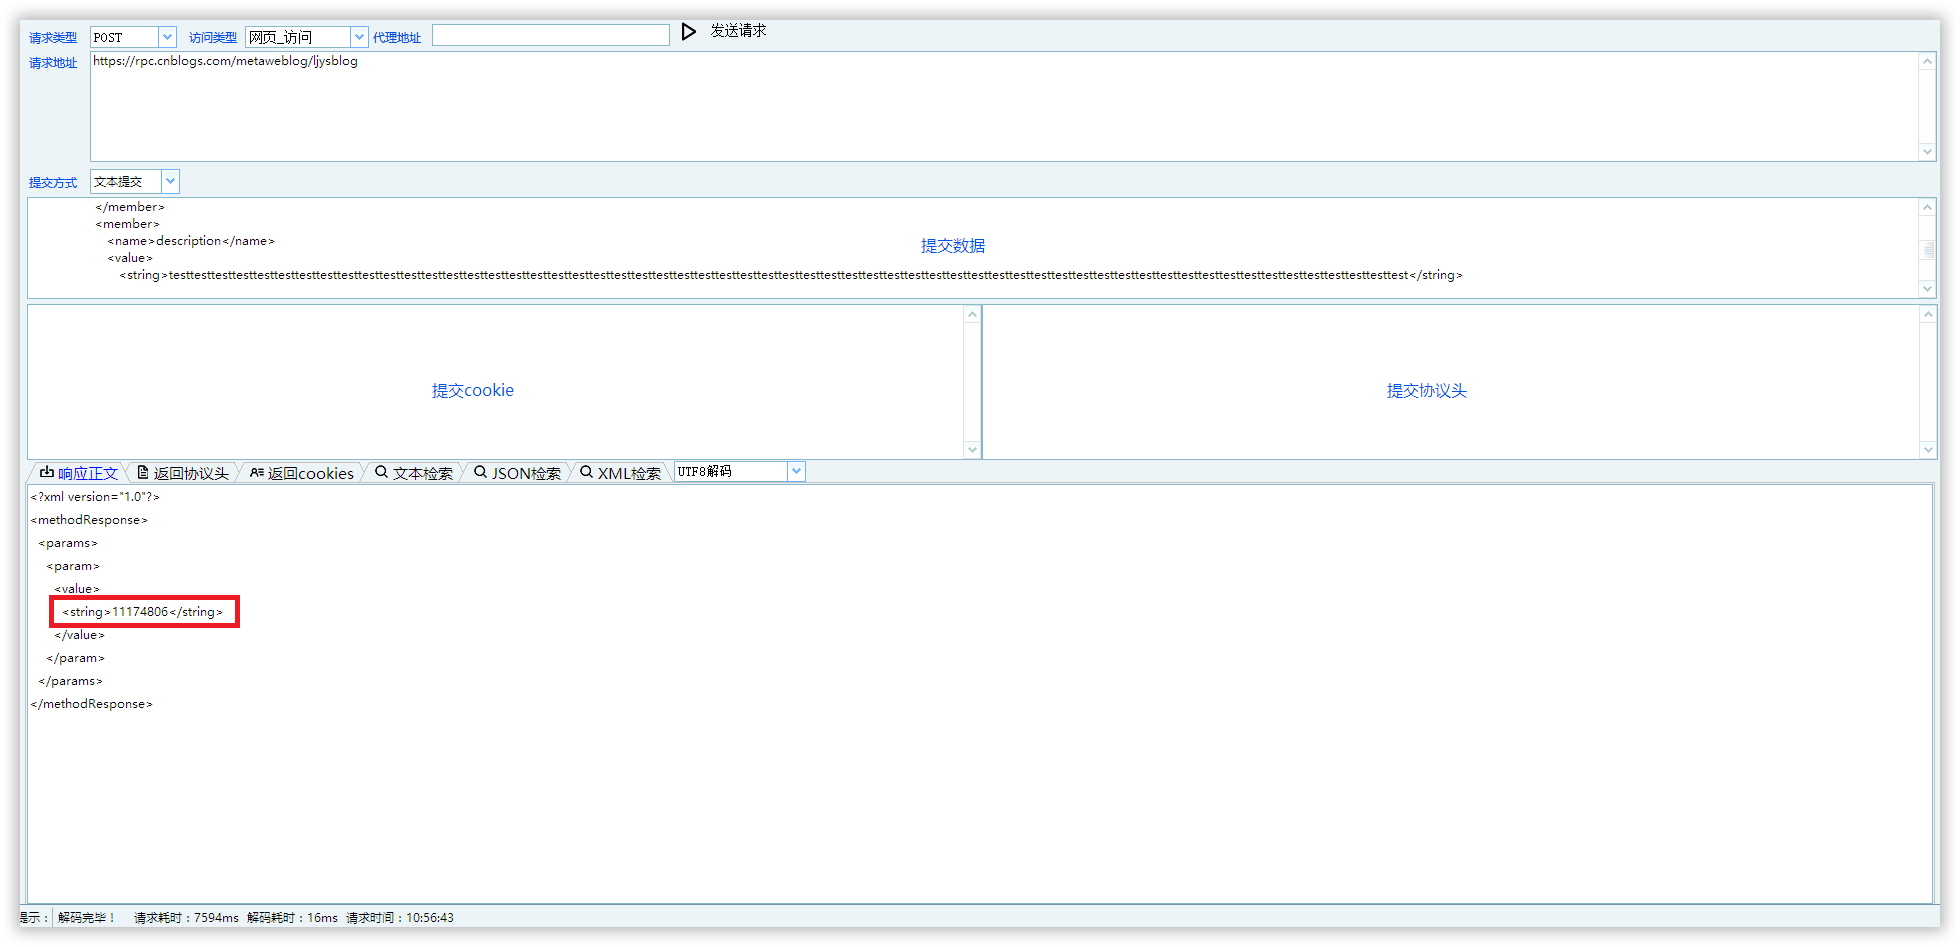 请求类型 POST 访问类型 网页_访问 代理地址 发送请求
请求地址 https://rpc.cnblogs.com/metaweblog/ljysblog
提交方式 文本提交
</member>
<member>
<name>description</name>
提交数据
<value>
<string>testtesttesttesttesttesttesttesttesttesttesttesttesttesttesttesttesttesttesttesttesttesttesttesttesttesttesttesttesttesttesttesttesttesttesttesttesttesttesttesttesttesttesttesttesttesttesttesttesttesttesttesttesttesttesttesttesttesttesttesttesttesttesttesttesttesttesttesttesttesttesttesttesttesttesttesttesttesttesttesttesttesttesttesttesttesttesttest</string>
提交cookie 提交协议头
响应正文 返回协议头 返回cookies 文本检索 JSON检索 XML检索 UTF8解码
<?xml version="1.0"?>
<methodResponse>
<params>
<param>
<value>
<string>11174806</string>
</value>
</param>
</params>
</methodResponse>
提示： 解码完毕！ 请求耗时：7594ms 解码耗时：16ms 请求时间：10:56:43